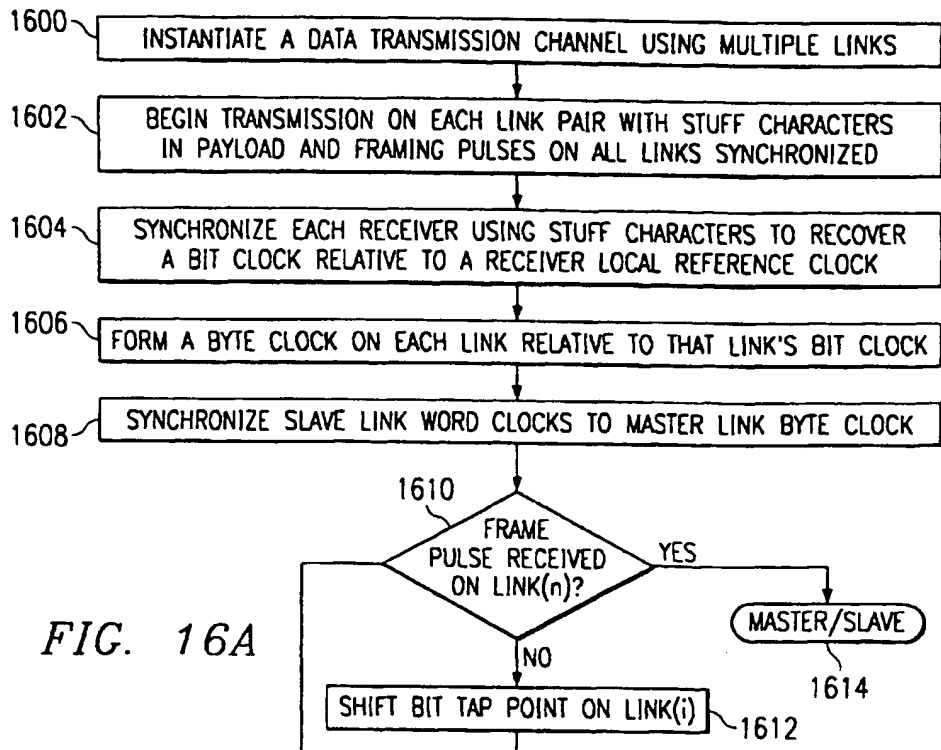 1600
INSTANTIATE A DATA TRANSMISSION CHANNEL USING MULTIPLE LINKS
1602
BEGIN TRANSMISSION ON EACH LINK PAIR WITH STUFF CHARACTERS
IN PAYLOAD AND FRAMING PULSES ON ALL LINKS SYNCHRONIZED
1604
SYNCHRONIZE EACH RECEIVER USING STUFF CHARACTERS TO RECOVER
A BIT CLOCK RELATIVE TO A RECEIVER LOCAL REFERENCE CLOCK
1606
FORM A BYTE CLOCK ON EACH LINK RELATIVE TO THAT LINK'S BIT CLOCK
1608
SYNCHRONIZE SLAVE LINK WORD CLOCKS TO MASTER LINK BYTE CLOCK
1610
FRAME
PULSE RECEIVED
ON LINK(n)?
YES
MASTER/SLAVE
1614
NO
FIG. 16A
SHIFT BIT TAP POINT ON LINK(i)
1612